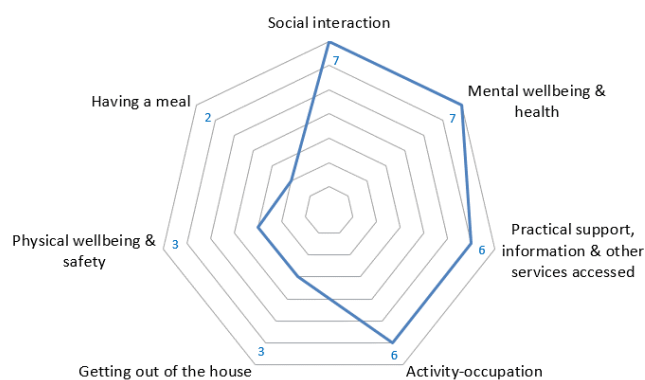 Social interaction
7
Mental wellbeing &
health
7
Having a meal
2
Practical support,
information & other
services accessed
6
Physical wellbeing &
safety
3
Getting out of the house
3
Activity-occupation
6